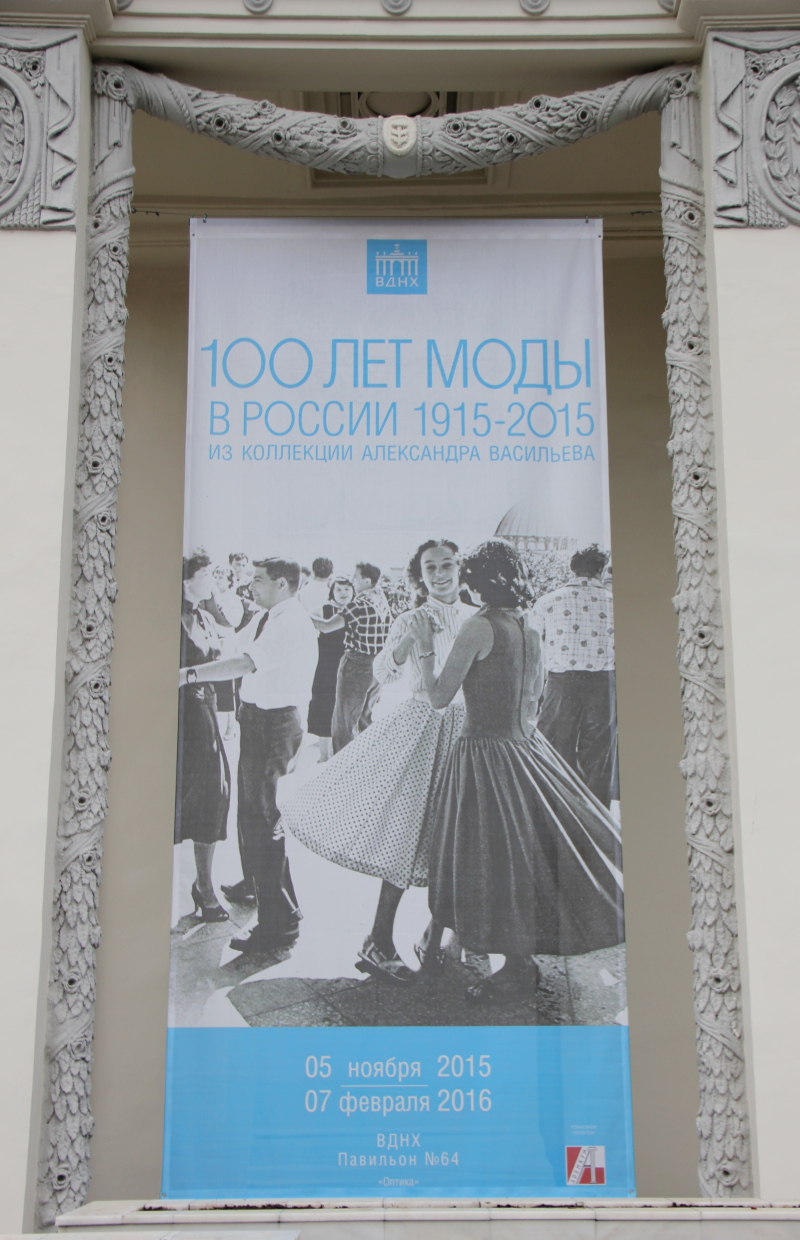 ВДНХ
100 ЛЕТ МОДЫ
В РОССИИ 1915-2015
ИЗ КОЛЛЕКЦИИ АЛЕКСАНДРА ВАСИЛЬЕВА
05 ноября 2015
07 февраля 2016
ВДНХ
Павильон №64
«Оптика»